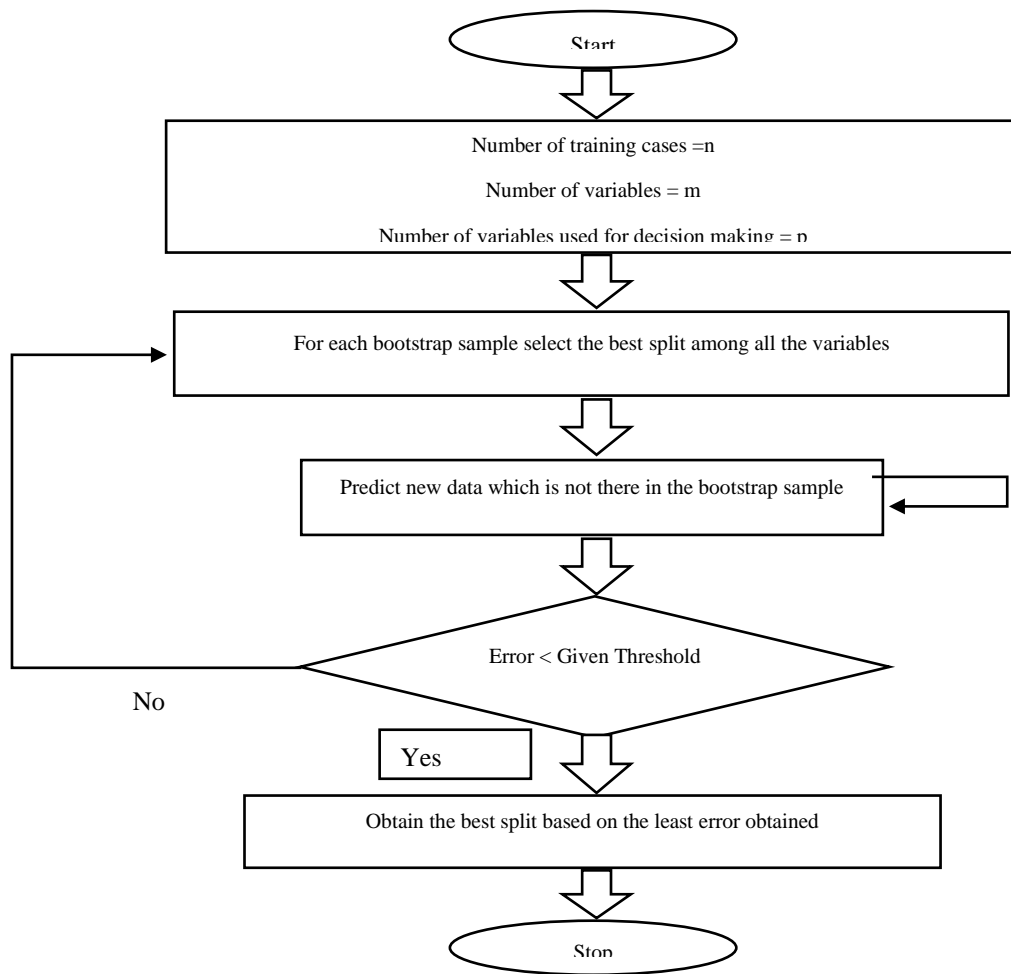 Start
Number of training cases =n
Number of variables = m
Number of variables used for decision making = p
For each bootstrap sample select the best split among all the variables
Predict new data which is not there in the bootstrap sample
Error < Given Threshold
No
Yes
Obtain the best split based on the least error obtained
Stop